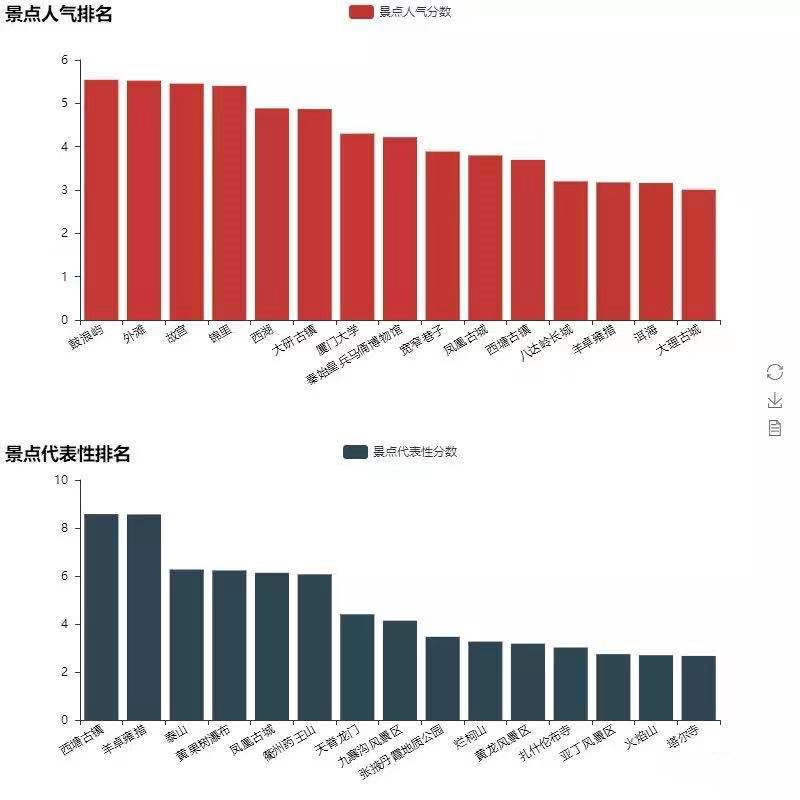 景点人气排名
景点人气分数
6
5
4
3
2
1
0
鼓浪屿
外滩
故宫
锦里
西湖
大研古镇
厦门大学
秦始皇兵马俑博物馆
宽窄巷子
凤凰古城
西塘古镇
八达岭长城
羊卓雍措
洱海
大理古城
景点代表性排名
景点代表性分数
10
8
6
4
2
0
西塘古镇
羊卓雍措
泰山
黄果树瀑布
凤凰古城
衢州药王山
天脊龙门
九寨沟风景区
张掖丹霞地质公园
烂柯山
黄龙风景区
扎什伦布寺
亚丁风景区
火焰山
塔尔寺